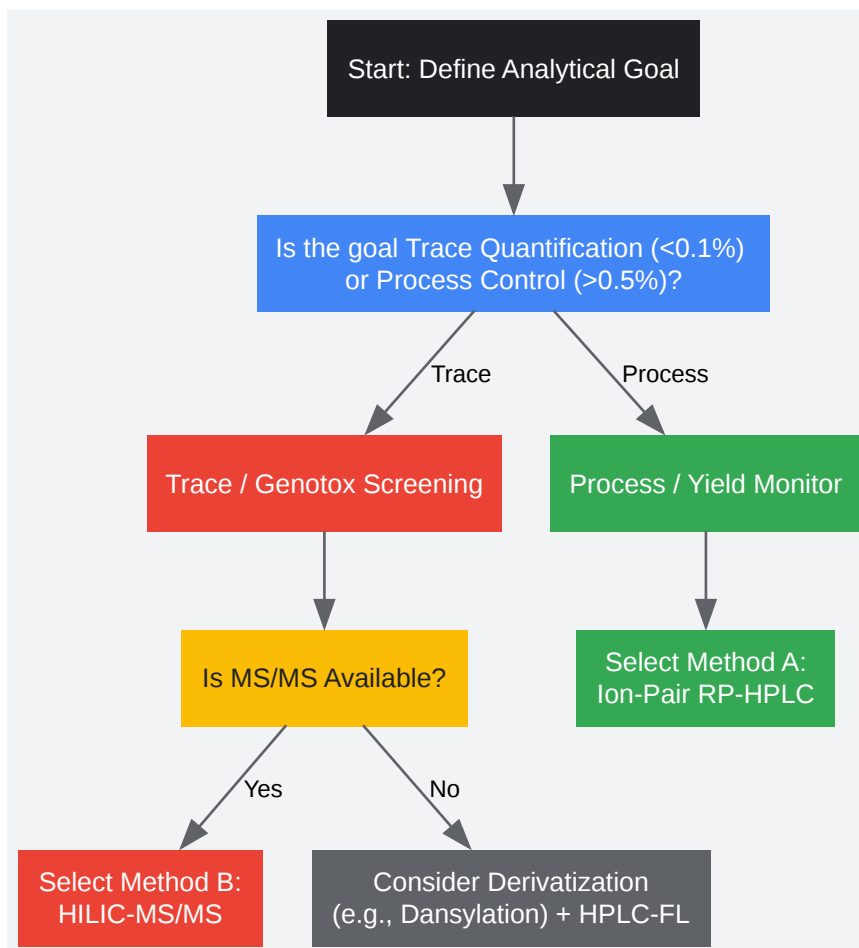 Start: Define Analytical Goal
Is the goal Trace Quantification (<0.1%)
or Process Control (>0.5%)?
Trace
Process
Trace / Genotox Screening
Process / Yield Monitor
Is MS/MS Available?
Select Method A:
Ion-Pair RP-HPLC
Yes
No
Select Method B:
HILIC-MS/MS
Consider Derivatization
(e.g., Dansylation) + HPLC-FL